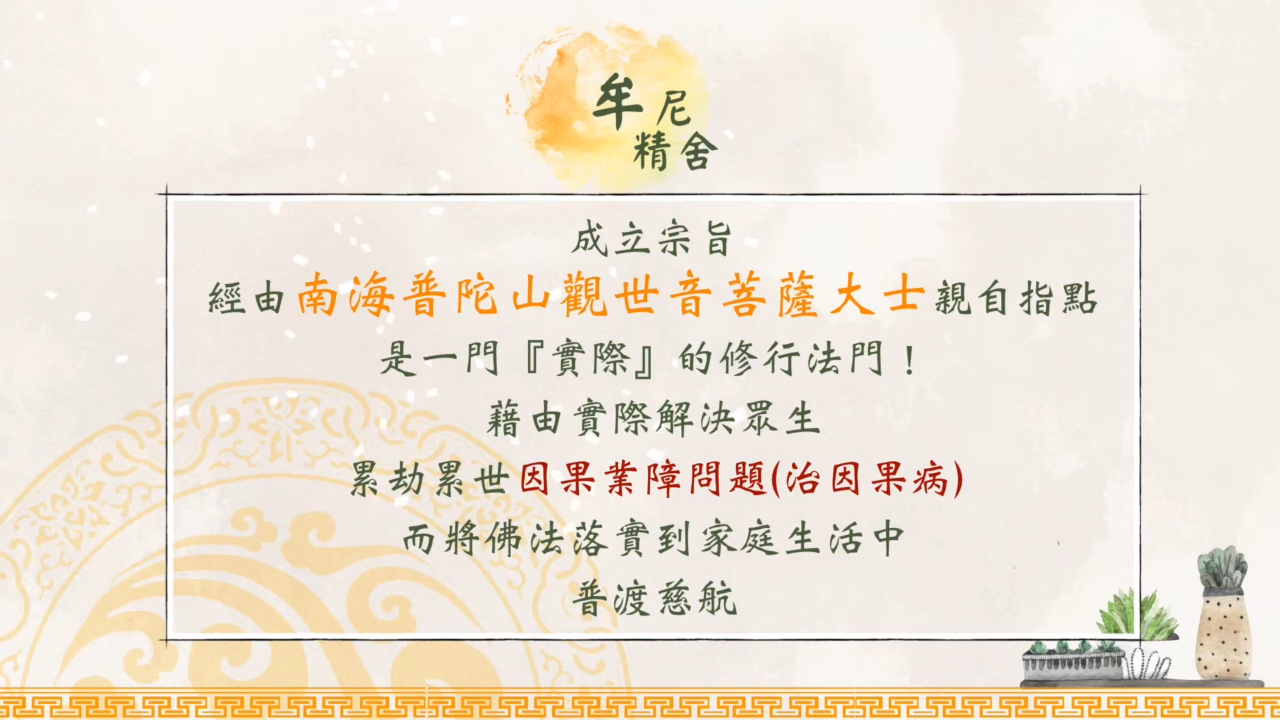 牟尼
精舍
成立宗旨
經由南海普陀山觀世音菩薩大士親自指點
是一門『實際』的修行法門！
藉由實際解決眾生
累劫累世因果業障問題(治因果病)
而將佛法落實到家庭生活中
普渡慈航